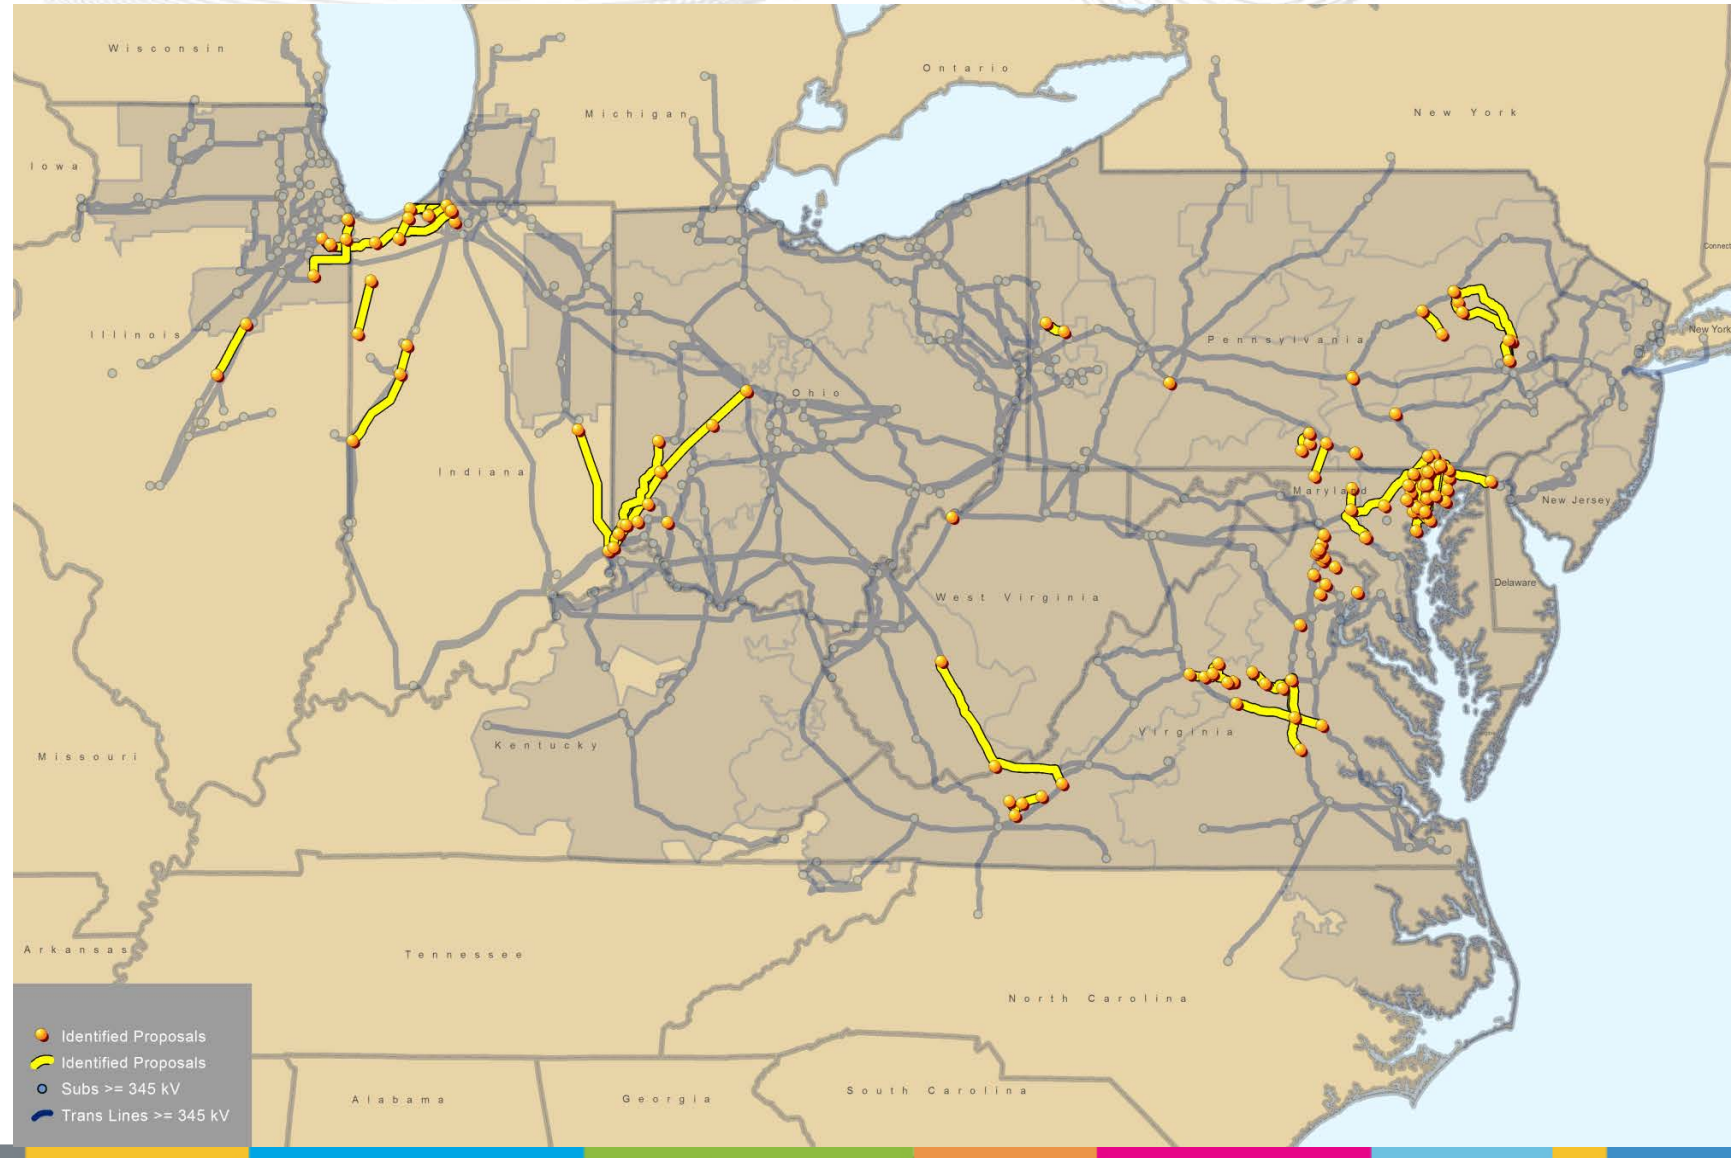 Wisconsin
Ontario
Michigan
New York
Iowa
Connect
Illinois
Pennsylvania
New York
Ohio
Indiana
Maryland
New Jersey
Delaware
West Virginia
Virginia
Kentucky
Missouri
Arkansas
Tennessee
North Carolina
South Carolina
Alabama
Georgia
Identified Proposals
Identified Proposals
Subs >= 345 kV
Trans Lines >= 345 kV